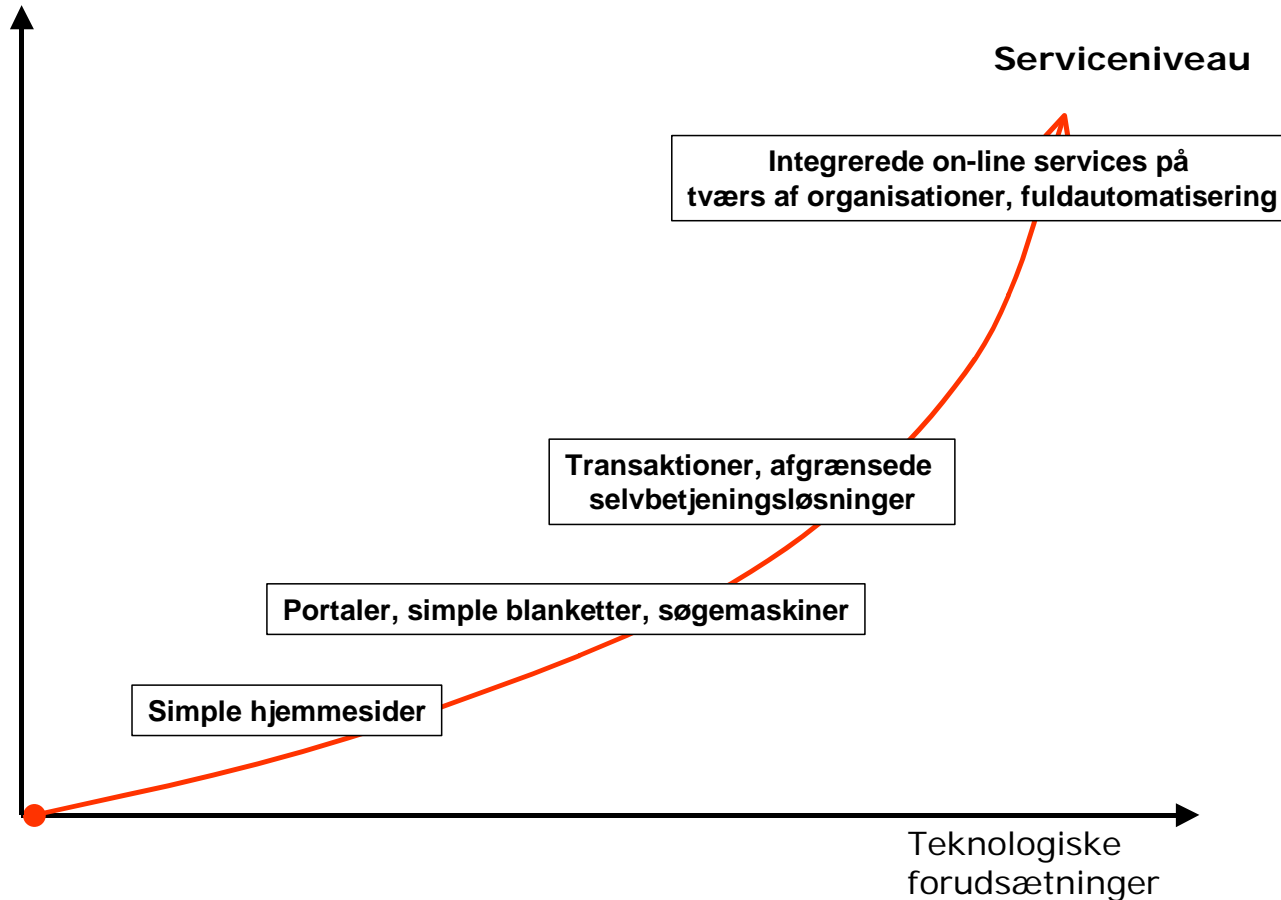 Serviceniveau
Integrerede on-line services på
tværs af organisationer, fuldautomatisering
Transaktioner, afgrænsede
selvbetjeningsløsninger
Portaler, simple blanketter, søgemaskiner
Simple hjemmesider
Teknologiske
forudsætninger